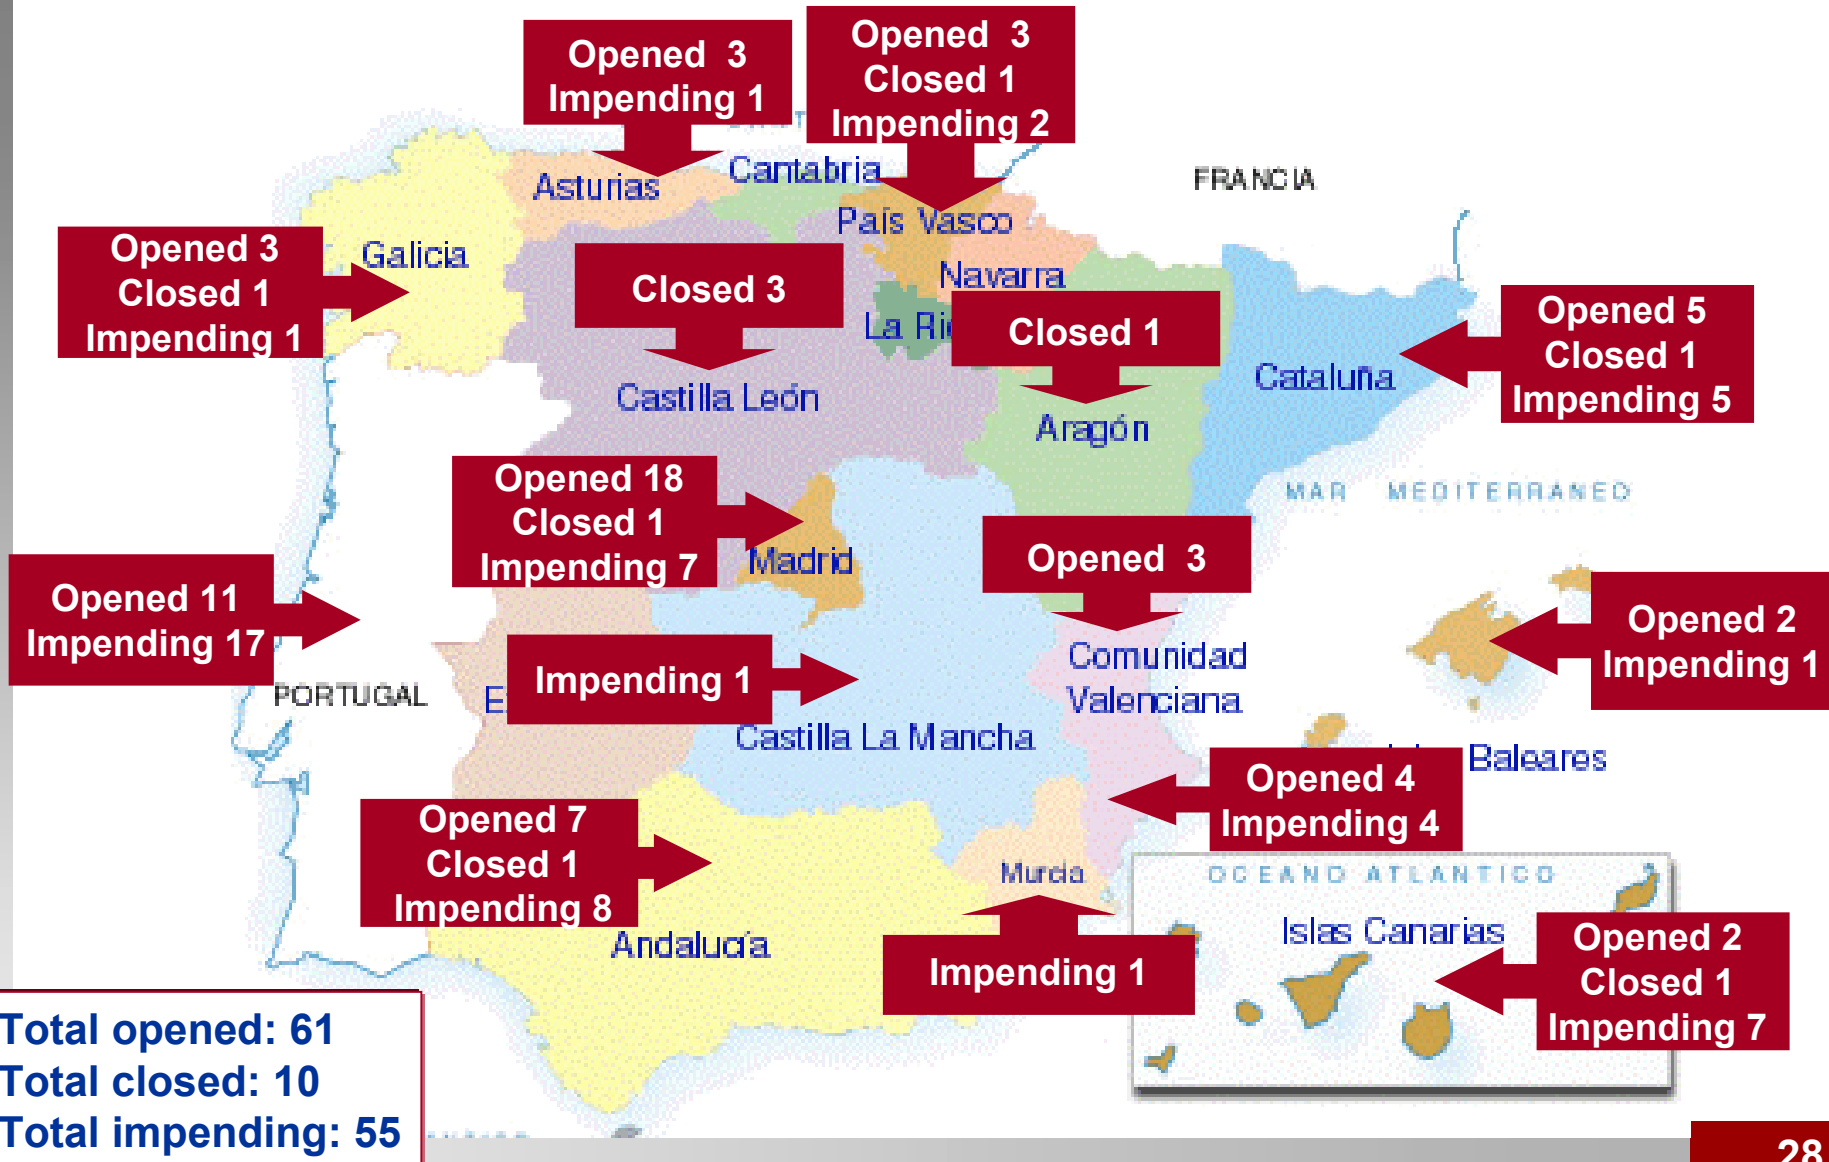 Opened 3
Impending 1
Opened 3
Closed 1
Impending 2
Cantabria
Asturias
FRANCIA
País Vasco
Galicia
Opened 3
Closed 1
Impending 1
Closed 3
Navarra
La Rio
Closed 1
Opened 5
Closed 1
Impending 5
Cataluña
Castilla León
Aragón
MAR MEDITERRANEO
Opened 18
Closed 1
Impending 7
Madrid
Opened 3
Opened 11
Impending 17
Opened 2
Impending 1
Comunidad
Valenciana
Impending 1
PORTUGAL
E
Castilla La Mancha
Baleares
Opened 4
Impending 4
Opened 7
Closed 1
Impending 8
Murcia
OCEANO ATLANTICO
Islas Canarias
Andalucía
Impending 1
Opened 2
Closed 1
Impending 7
Total opened: 61
Total closed: 10
Total impending: 55
28